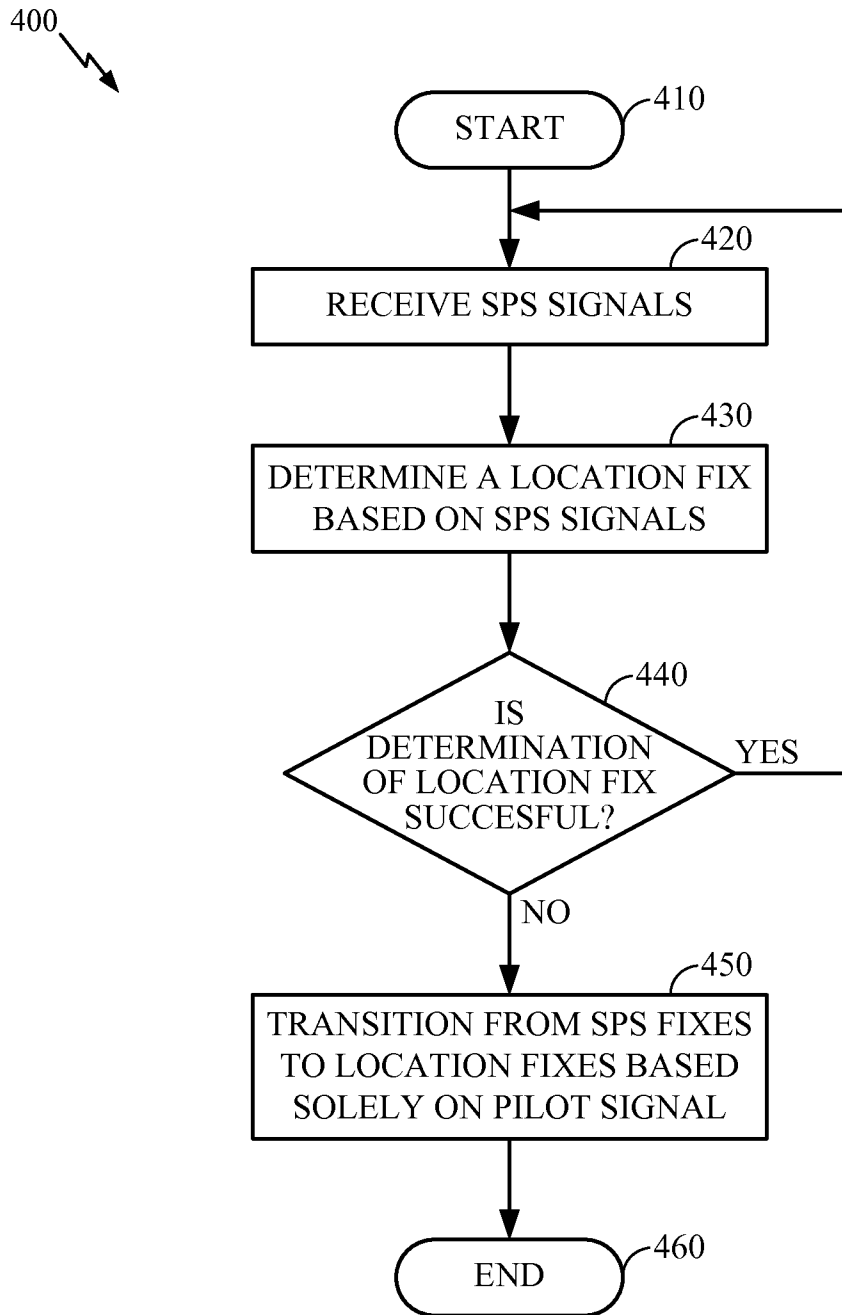 400
START
410
420
RECEIVE SPS SIGNALS
430
DETERMINE A LOCATION FIX
BASED ON SPS SIGNALS
440
IS
DETERMINATION
OF LOCATION FIX
SUCCESFUL?
YES
NO
450
TRANSITION FROM SPS FIXES
TO LOCATION FIXES BASED
SOLELY ON PILOT SIGNAL
END
460